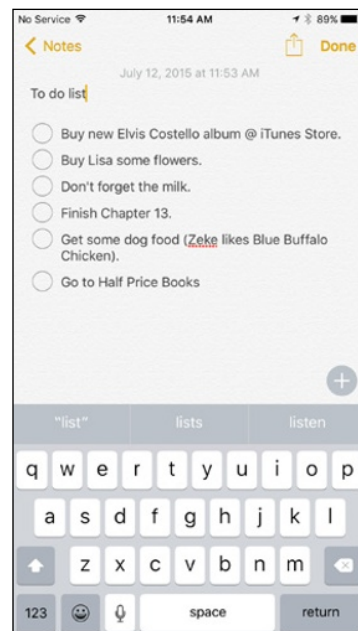 No Service 11:54 AM 89%
Notes Done
July 12, 2015 at 11:53 AM
To do list
Buy new Elvis Costello album @ iTunes Store.
Buy Lisa some flowers.
Don't forget the milk.
Finish Chapter 13.
Get some dog food (Zeke likes Blue Buffalo
Chicken).
Go to Half Price Books
"list" lists listen
q w e r t y u i o p
a s d f g h j k l
z x c v b n m
123 space return